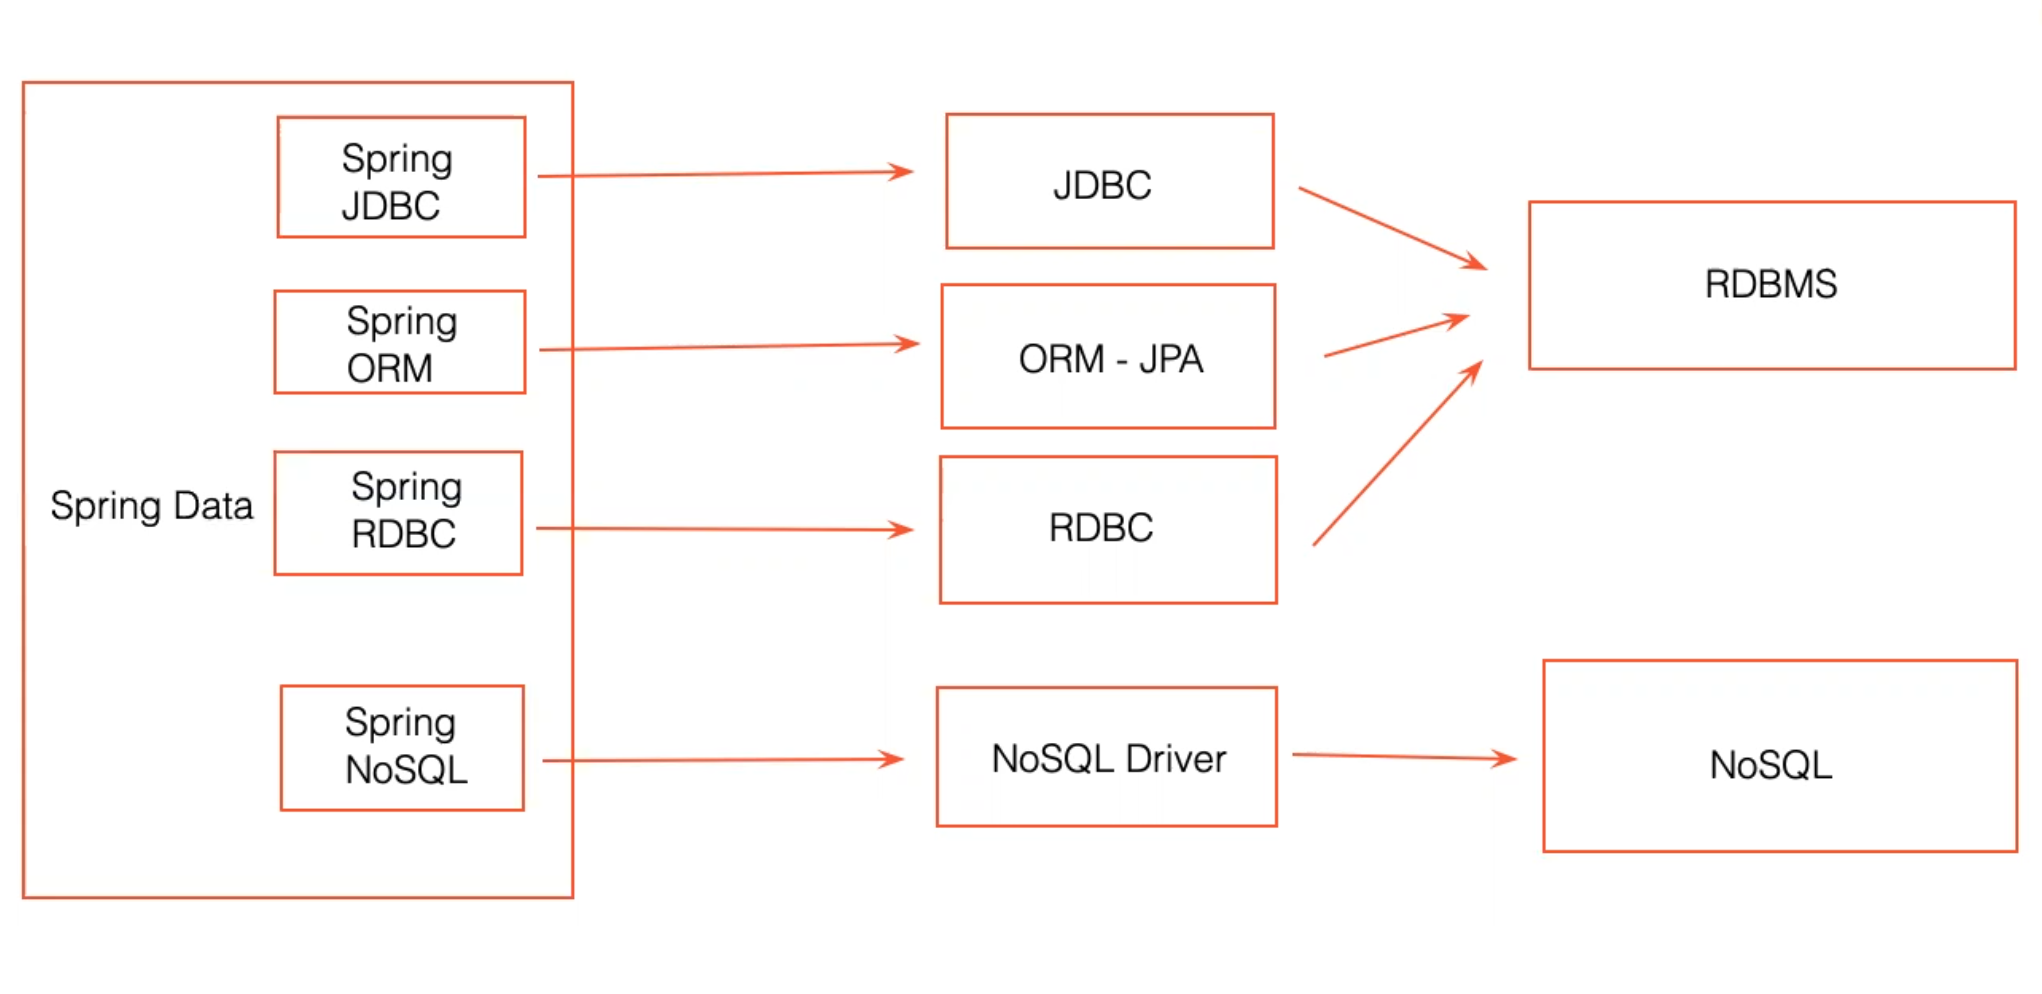 Spring Data
Spring
JDBC
Spring
ORM
Spring
RDBC
Spring
NoSQL
JDBC
ORM - JPA
RDBC
NoSQL Driver
RDBMS
NoSQL